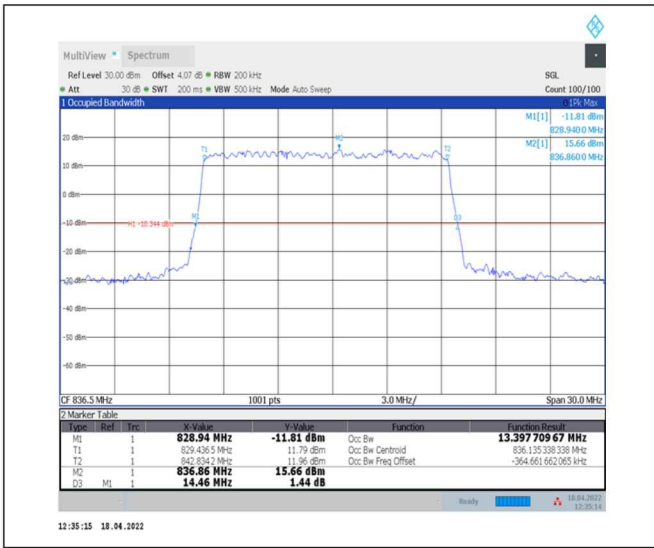 MultiView Spectrum
Ref Level 30.00 dBm Offset 4.07 dB RBW 200 kHz SGL
Att 30 dB SWT 200 ms VBW 500 kHz Mode Auto Sweep Count 100/100
1 Occupied Bandwidth 1Pk Max
M1[1] -11.81 dBm
828.9400 MHz
M2[1] 15.66 dBm
836.8600 MHz
20 dBm
T1 M2 T2
10 dBm
0 dBm
M1 D3
-10 dBm H1 -10.344 dBm
-20 dBm
-30 dBm
-40 dBm
-50 dBm
-60 dBm
CF 836.5 MHz 1001 pts 3.0 MHz/ Span 30.0 MHz
2 Marker Table
Type Ref Trc X-Value Y-Value Function Function Result
M1 1 828.94 MHz -11.81 dBm Occ Bw 13.397 709 67 MHz
T1 1 829.4365 MHz 11.79 dBm Occ Bw Centroid 836.135 338 338 MHz
T2 1 842.8342 MHz 11.96 dBm Occ Bw Freq Offset -364.661 662 065 kHz
M2 1 836.86 MHz 15.66 dBm
D3 M1 1 14.46 MHz 1.44 dB
Ready 18.04.2022
12:35:14
12:35:15 18.04.2022